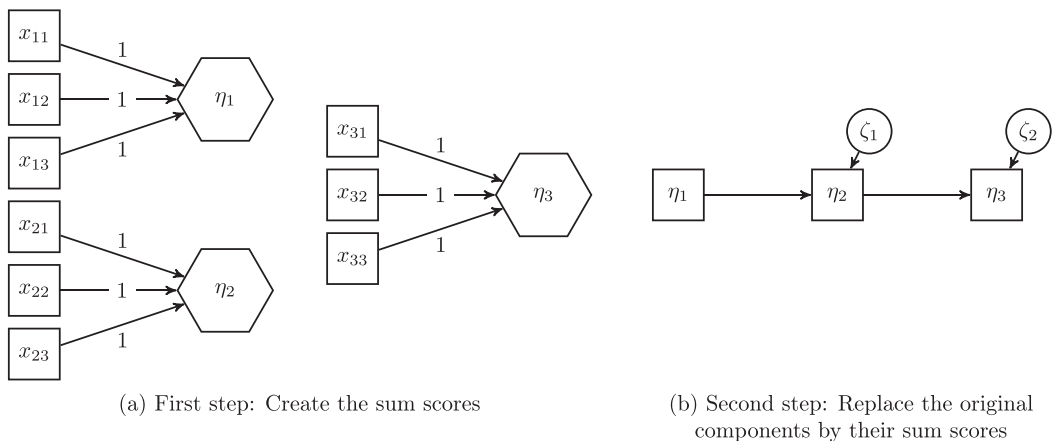 x₁₁
1
x₁₂
1
η₁
x₁₃
1
x₂₁
1
x₂₂
1
η₂
x₂₃
1
x₃₁
1
x₃₂
1
η₃
x₃₃
1
(a) First step: Create the sum scores
ζ₁
ζ₂
η₁
η₂
η₃
(b) Second step: Replace the original
components by their sum scores